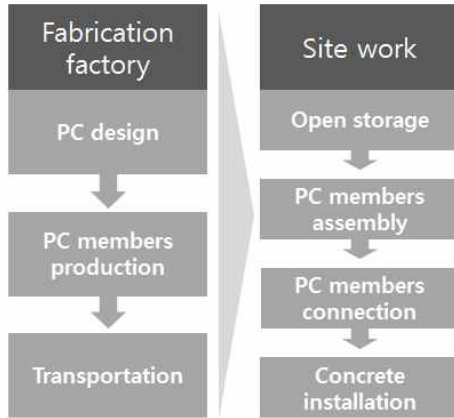 Fabrication
factory
PC design
PC members
production
Transportation
Site work
Open storage
PC members
assembly
PC members
connection
Concrete
installation